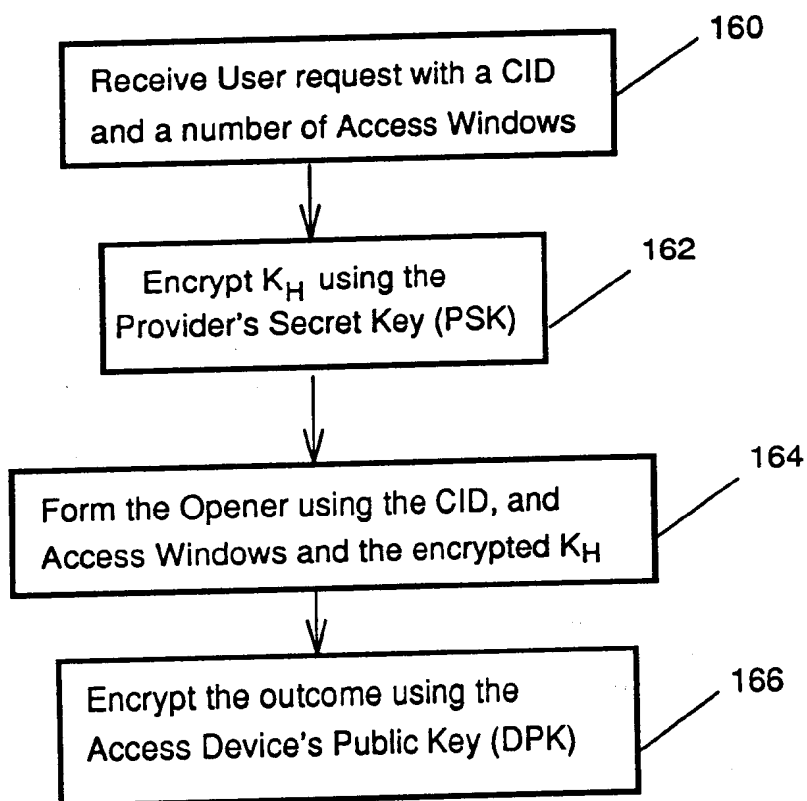 160
Receive User request with a CID
and a number of Access Windows
162
Encrypt K_H using the
Provider's Secret Key (PSK)
164
Form the Opener using the CID, and
Access Windows and the encrypted K_H
166
Encrypt the outcome using the
Access Device's Public Key (DPK)